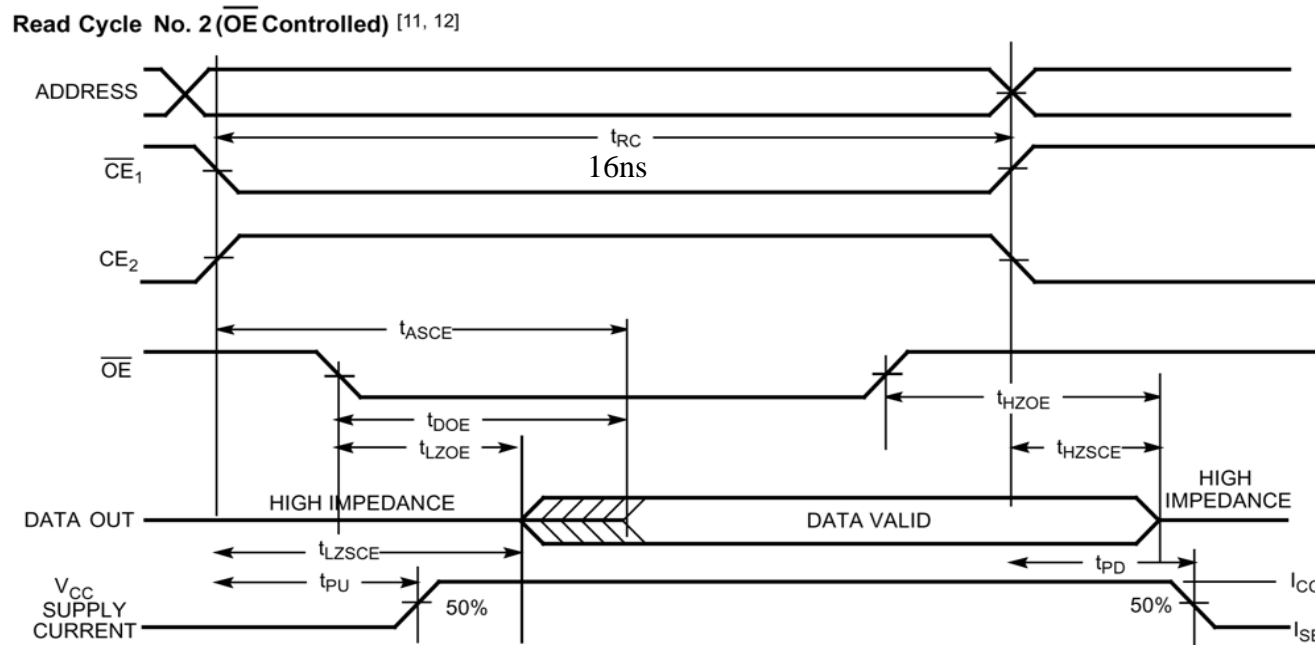 Read Cycle No. 2 (OE Controlled) [11, 12]
ADDRESS
tRC
16ns
CE1
CE2
tASCE
OE
tHZOE
tDOE
tLZOE
tHZSCE
HIGH IMPEDANCE
HIGH
IMPEDANCE
DATA OUT
DATA VALID
tLZSCE
tPU
tPD
VCC
SUPPLY
CURRENT
50%
50%
ICC
ISB